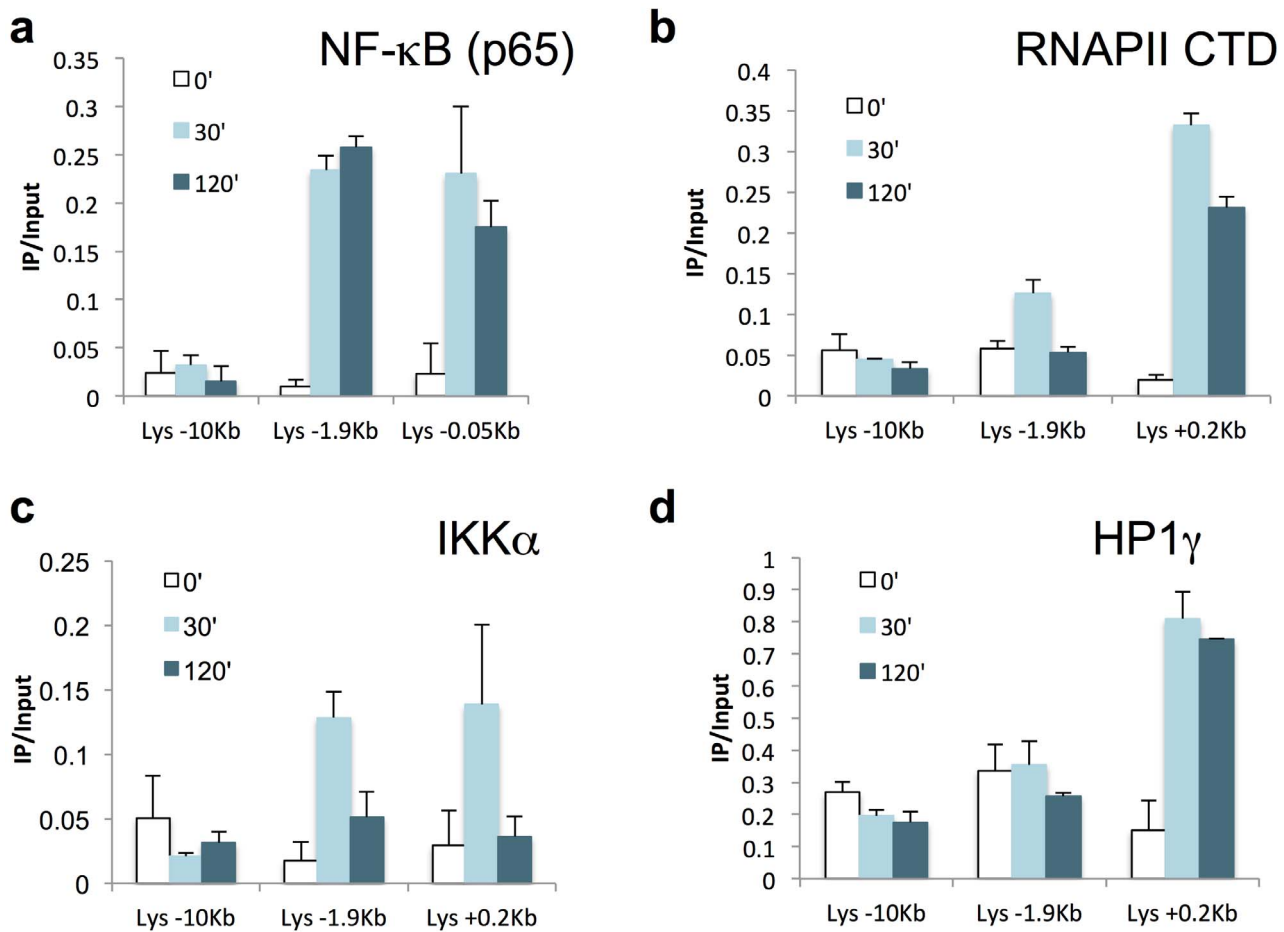 a
NF-κB (p65)
0.35
0.3
0.25
0.2
0.15
0.1
0.05
0
IP/Input
0'
30'
120'
Lys -10Kb Lys -1.9Kb Lys -0.05Kb
b
RNAPII CTD
0.4
0.35
0.3
0.25
0.2
0.15
0.1
0.05
0
IP/Input
0'
30'
120'
Lys -10Kb Lys -1.9Kb Lys +0.2Kb
c
IKKα
0.25
0.2
0.15
0.1
0.05
0
IP/Input
0'
30'
120'
Lys -10Kb Lys -1.9Kb Lys +0.2Kb
d
HP1γ
1
0.9
0.8
0.7
0.6
0.5
0.4
0.3
0.2
0.1
0
IP/Input
0'
30'
120'
Lys -10Kb Lys -1.9Kb Lys +0.2Kb